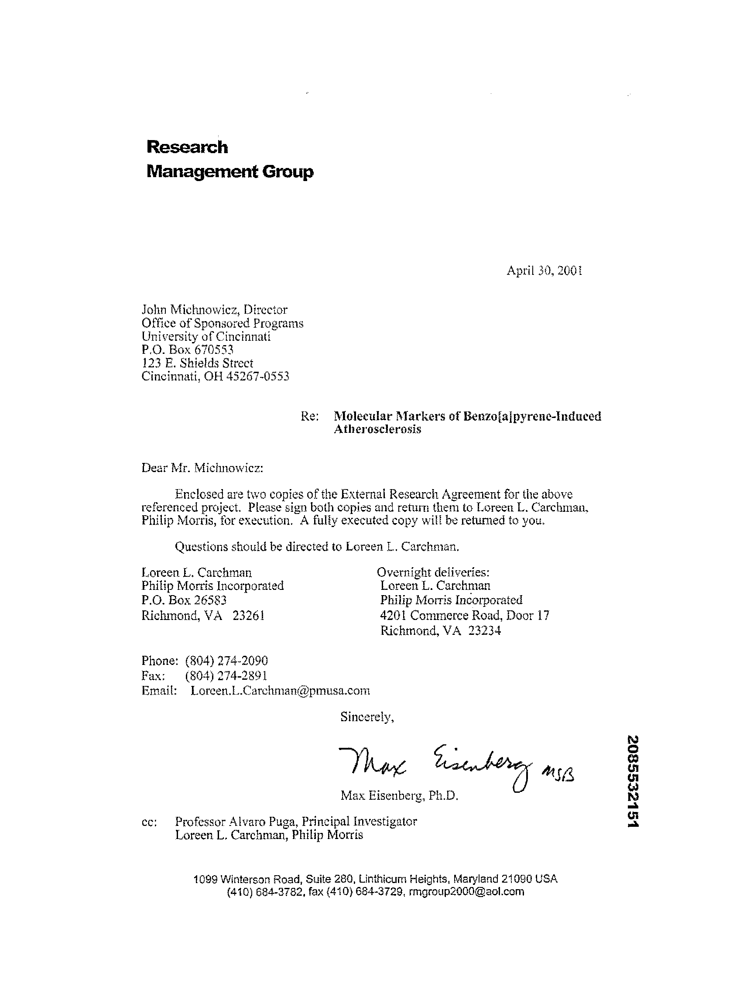 Research
Management Group
April 30, 2001
John Michnowicz, Director
Office of Sponsored Programs
University of Cincinnati
P.O. Box 670553
123 E. Shields Street
Cincinnati, OH 45267-0553
Re: Molecular Markers of Benzo[a]pyrene-Induced
Atherosclerosis
Dear Mr. Michnowicz:
Enclosed are two copies of the External Research Agreement for the above
referenced project. Please sign both copies and return them to Loreen L. Carchman,
Philip Morris, for execution. A fully executed copy will be returned to you.
Questions should be directed to Loreen L. Carchman.
Loreen L. Carchman
Philip Morris Incorporated
P.O. Box 26583
Richmond, VA 23261
Overnight deliveries:
Loreen L. Carchman
Philip Morris Incorporated
4201 Commerce Road, Door 17
Richmond, VA 23234
Phone: (804) 274-2090
Fax: (804) 274-2891
Email: Loreen.L.Carchman@pmusa.com
Sincerely,
Max Eisenberg MSB
Max Eisenberg, Ph.D.
cc: Professor Alvaro Puga, Principal Investigator
Loreen L. Carchman, Philip Morris
2085532151
1099 Winterson Road, Suite 280, Linthicum Heights, Maryland 21090 USA
(410) 684-3782, fax (410) 684-3729, rmgroup2000@aol.com